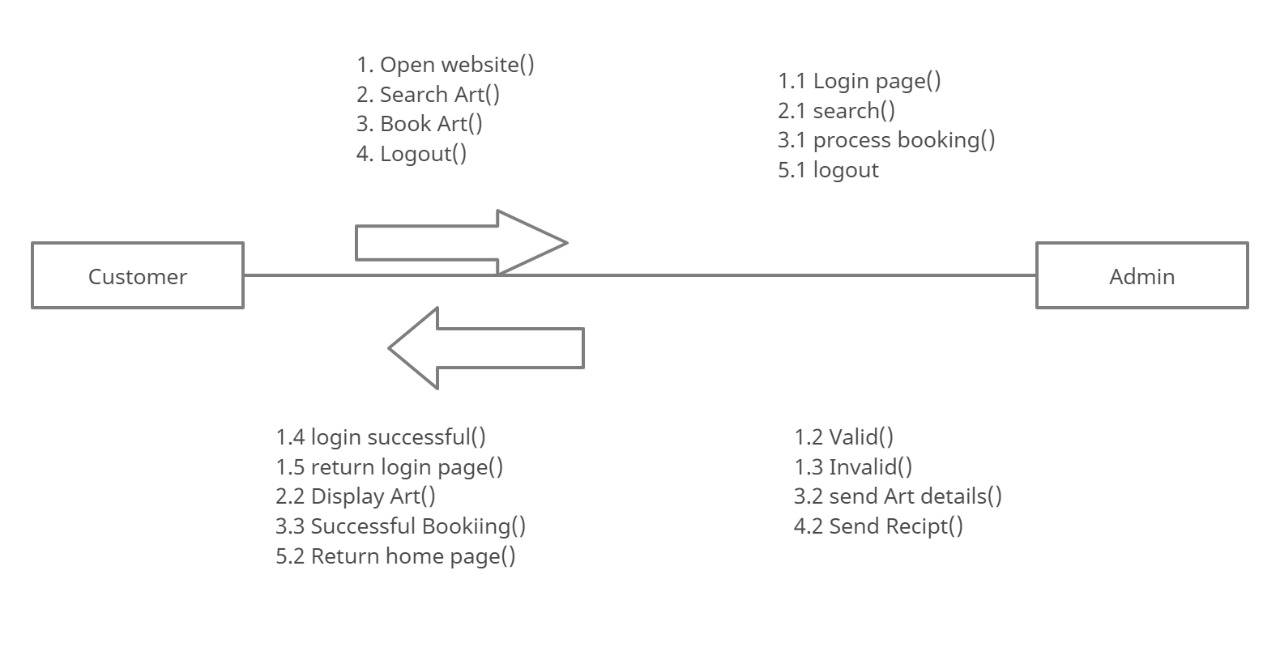 1. Open website()
2. Search Art()
3. Book Art()
4. Logout()
1.1 Login page()
2.1 search()
3.1 process booking()
5.1 logout
Customer
Admin
1.4 login successful()
1.5 return login page()
2.2 Display Art()
3.3 Successful Bookiing()
5.2 Return home page()
1.2 Valid()
1.3 Invalid()
3.2 send Art details()
4.2 Send Recipt()